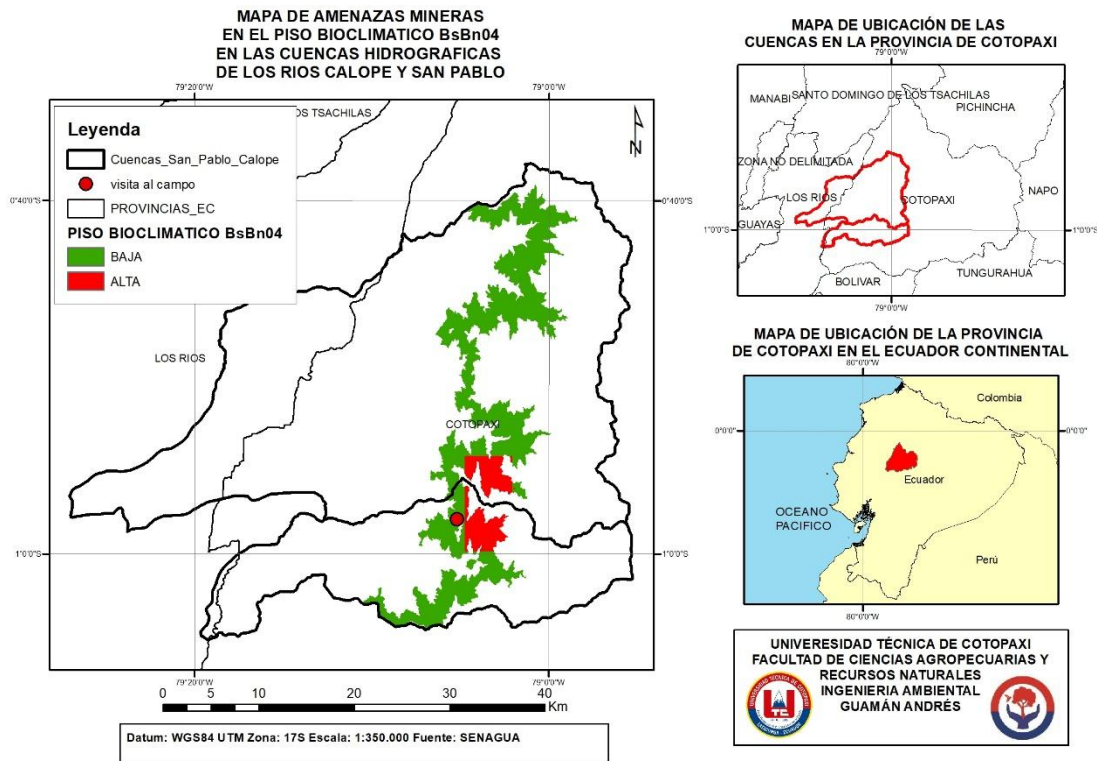 MAPA DE AMENAZAS MINERAS
EN EL PISO BIOCLIMATICO BsBn04
EN LAS CUENCAS HIDROGRAFICAS
DE LOS RIOS CALOPE Y SAN PABLO
79°20'0"W
79°0'0"W
OS TSACHILAS
Leyenda
Cuencas_San_Pablo_Calope
visita al campo
PROVINCIAS_EC
PISO BIOCLIMATICO BsBn04
BAJA
ALTA
N
0°40'0"S
0°40'0"S
LOS RIOS
COTOPAXI
1°0'0"S
1°0'0"S
79°20'0"W
79°0'0"W
0 5 10 20 30 40
Km
Datum: WGS84 UTM Zona: 17S Escala: 1:350.000 Fuente: SENAGUA
MAPA DE UBICACIÓN DE LAS
CUENCAS EN LA PROVINCIA DE COTOPAXI
79°0'0"W
MANABI
SANTO DOMINGO DE LOS TSACHILAS
PICHINCHA
ZONA NO DELIMITADA
NAPO
LOS RIOS
COTOPAXI
GUAYAS
1°0'0"S
1°0'0"S
TUNGURAHUA
BOLIVAR
79°0'0"W
MAPA DE UBICACIÓN DE LA PROVINCIA
DE COTOPAXI EN EL ECUADOR CONTINENTAL
80°0'0"W
Colombia
0°0'0"
0°0'0"
Ecuador
OCEANO
PACIFICO
Perú
80°0'0"W
UNIVERESIDAD TÉCNICA DE COTOPAXI
FACULTAD DE CIENCIAS AGROPECUARIAS Y
RECURSOS NATURALES
INGENIERIA AMBIENTAL
GUAMÁN ANDRÉS
UTC